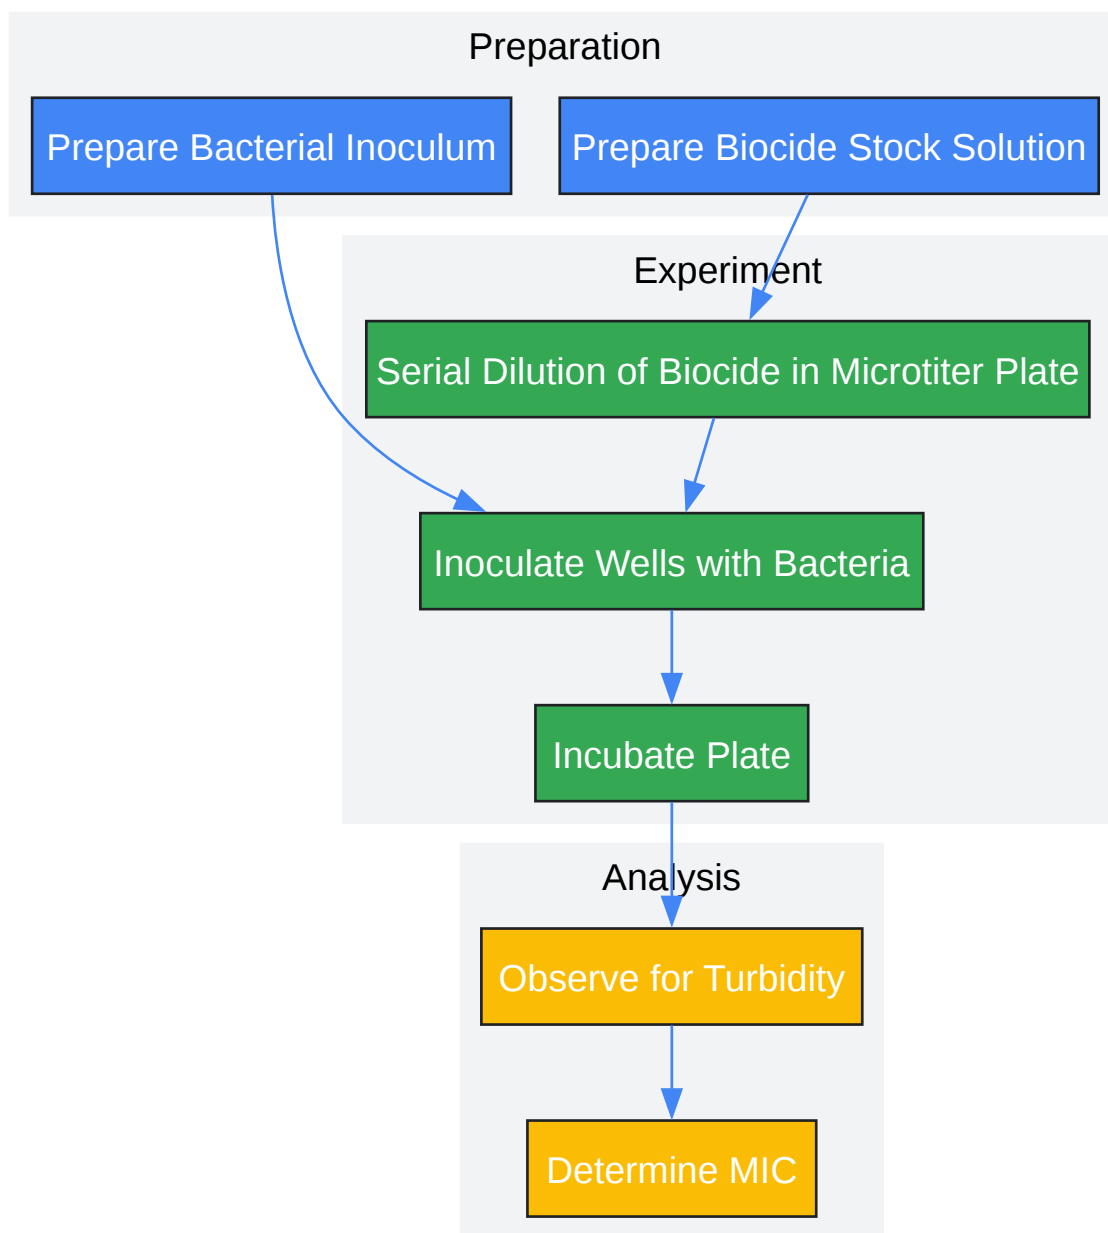 Preparation
Prepare Bacterial Inoculum
Prepare Biocide Stock Solution
Experiment
Serial Dilution of Biocide in Microtiter Plate
Inoculate Wells with Bacteria
Incubate Plate
Analysis
Observe for Turbidity
Determine MIC